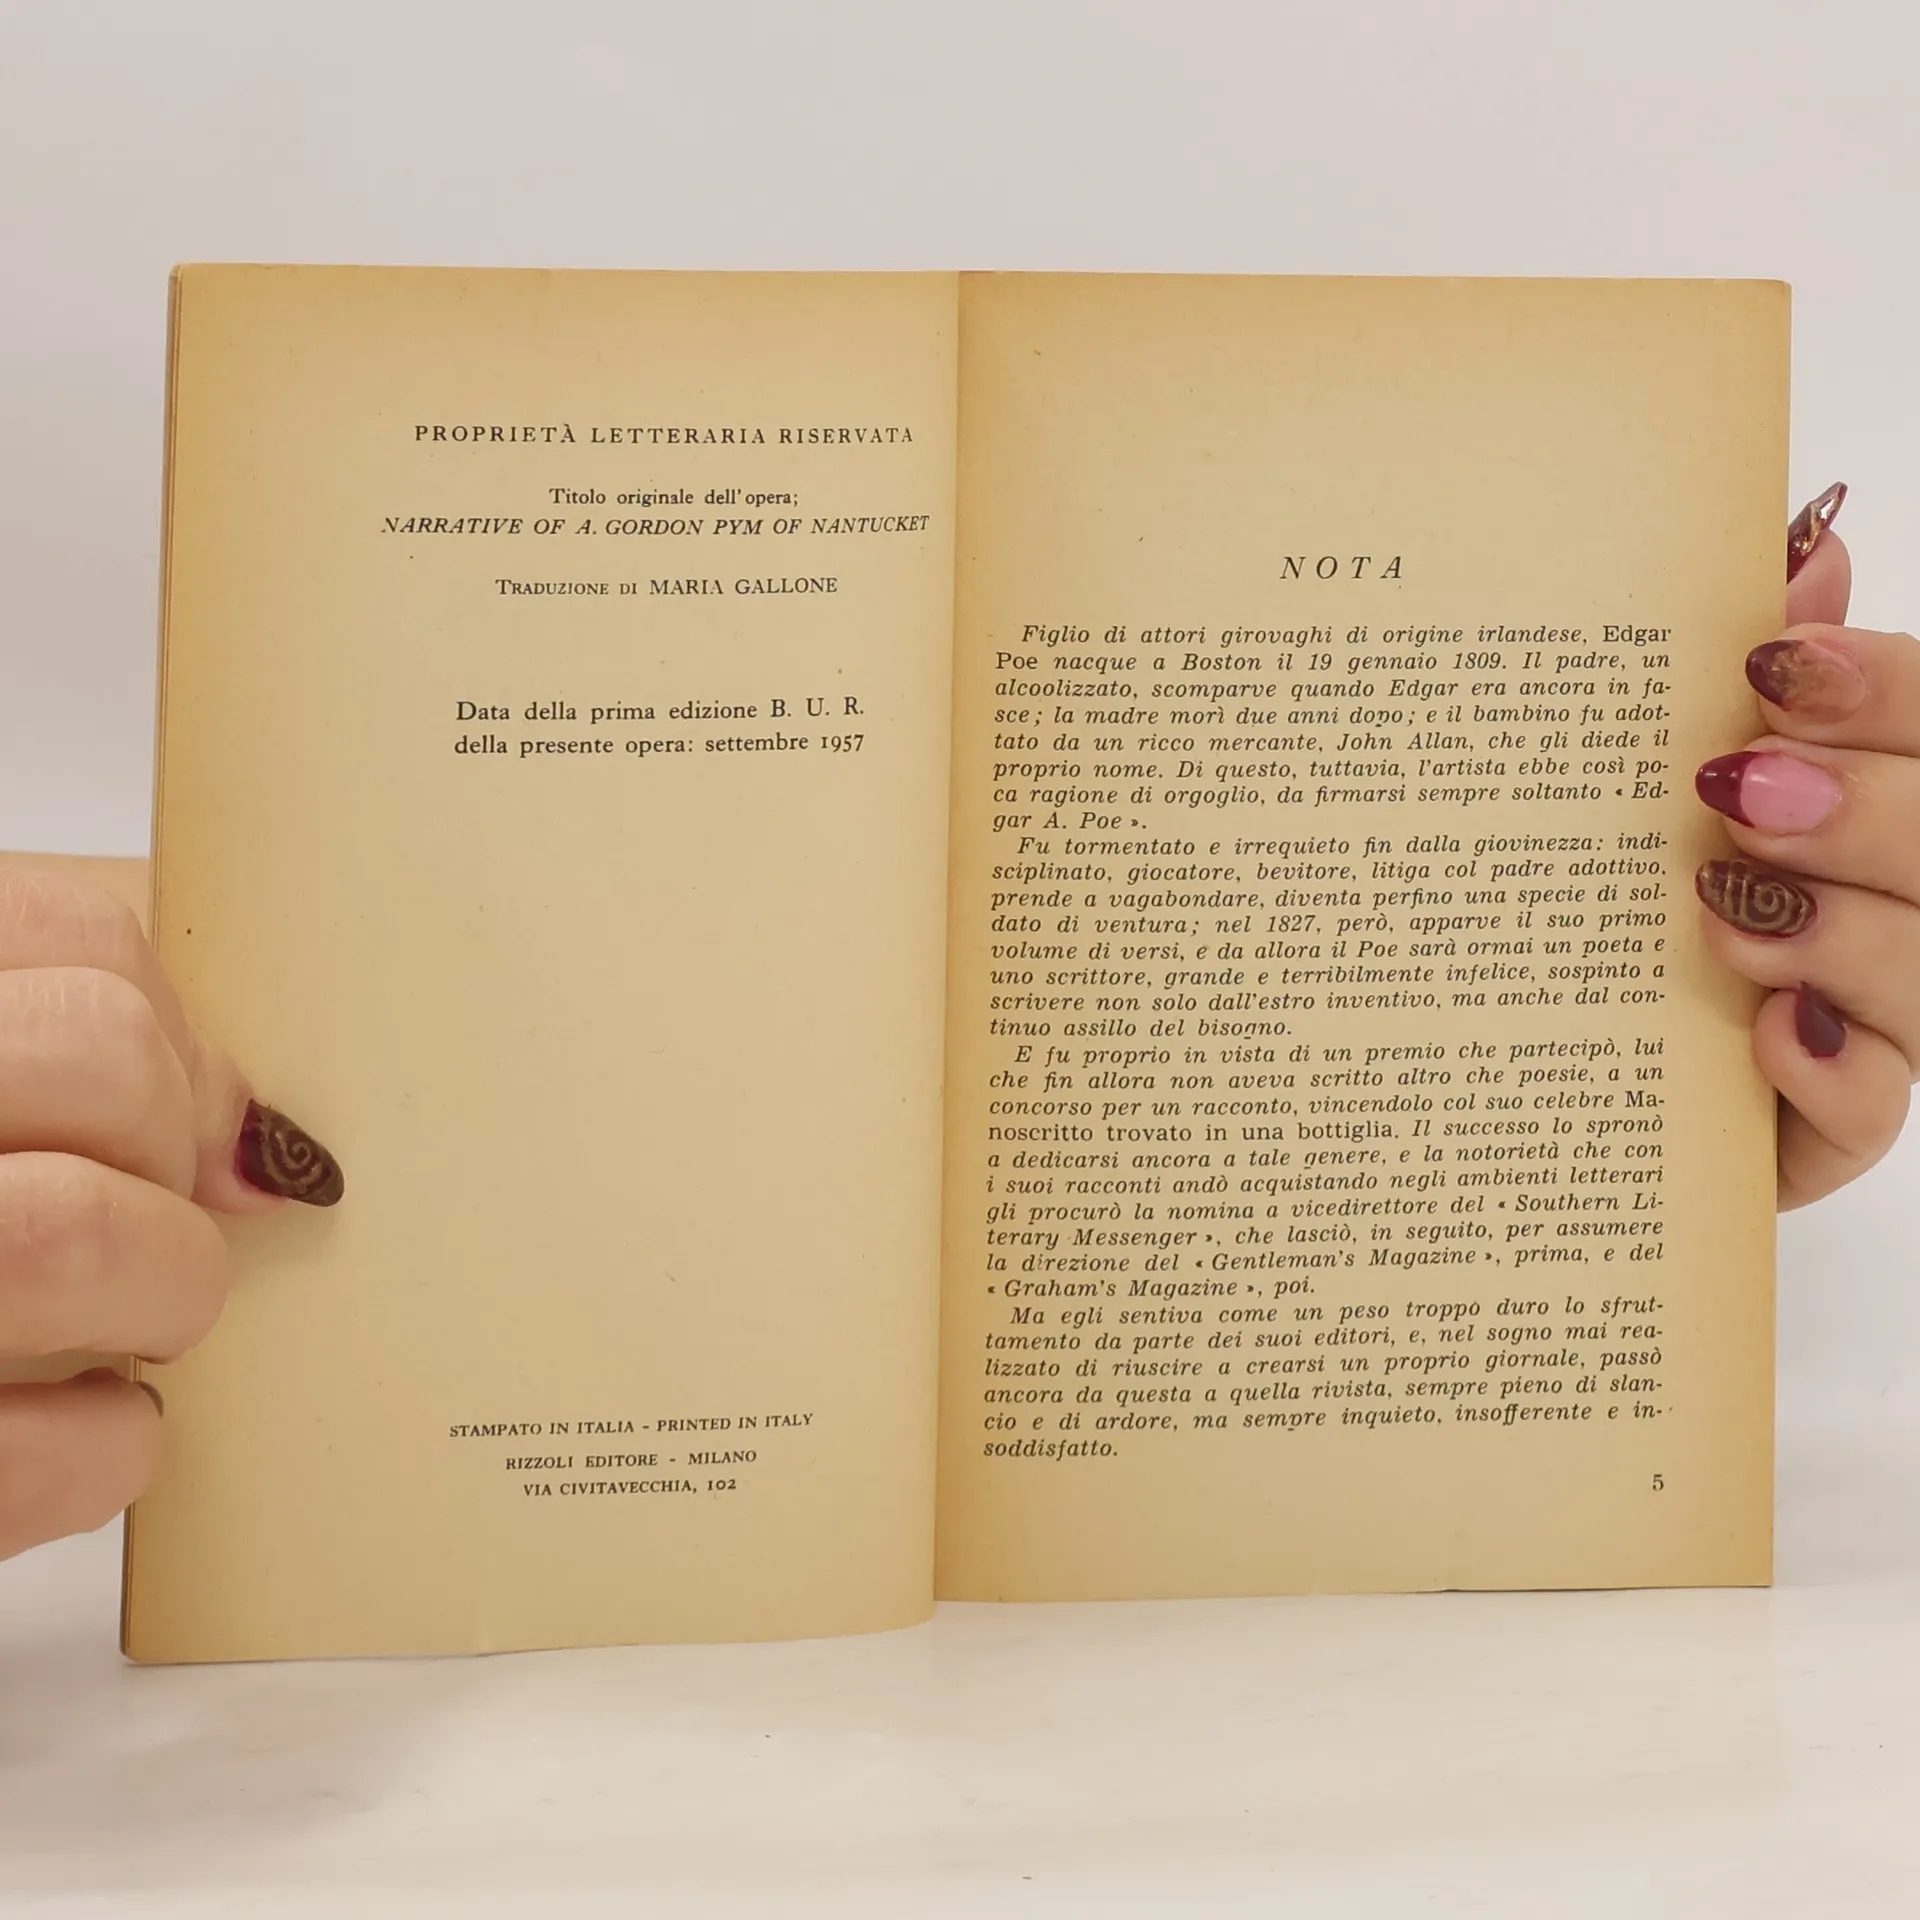 PROPRIETÀ LETTERARIA RISERVATA
Titolo originale dell'opera;
NARRATIVE OF A. GORDON PYM OF NANTUCKET
TRADUZIONE DI MARIA GALLONE
Data della prima edizione B. U. R.
della presente opera: settembre 1957
STAMPATO IN ITALIA - PRINTED IN ITALY
RIZZOLI EDITORE - MILANO
VIA CIVITAVECCHIA, 102
NOTA
Figlio di attori girovaghi di origine irlandese, Edgar
Poe nacque a Boston il 19 gennaio 1809. Il padre, un
alcoolizzato, scomparve quando Edgar era ancora in fa-
sce; la madre morì due anni dopo; e il bambino fu adot-
tato da un ricco mercante, John Allan, che gli diede il
proprio nome. Di questo, tuttavia, l'artista ebbe così po-
ca ragione di orgoglio, da firmarsi sempre soltanto « Ed-
gar A. Poe ».
Fu tormentato e irrequieto fin dalla giovinezza: indi-
sciplinato, giocatore, bevitore, litiga col padre adottivo,
prende a vagabondare, diventa perfino una specie di sol-
dato di ventura; nel 1827, però, apparve il suo primo
volume di versi, e da allora il Poe sarà ormai un poeta e
uno scrittore, grande e terribilmente infelice, sospinto a
scrivere non solo dall'estro inventivo, ma anche dal con-
tinuo assillo del bisogno.
E fu proprio in vista di un premio che partecipò, lui
che fin allora non aveva scritto altro che poesie, a un
concorso per un racconto, vincendolo col suo celebre Ma-
noscritto trovato in una bottiglia. Il successo lo spronò
a dedicarsi ancora a tale genere, e la notorietà che con
i suoi racconti andò acquistando negli ambienti letterari
gli procurò la nomina a vicedirettore del « Southern Li-
terary Messenger », che lasciò, in seguito, per assumere
la direzione del « Gentleman's Magazine », prima, e del
« Graham's Magazine », poi.
Ma egli sentiva come un peso troppo duro lo sfrut-
tamento da parte dei suoi editori, e, nel sogno mai rea-
lizzato di riuscire a crearsi un proprio giornale, passò
ancora da questa a quella rivista, sempre pieno di slan-
cio e di ardore, ma sempre inquieto, insofferente e in-
soddisfatto.
5